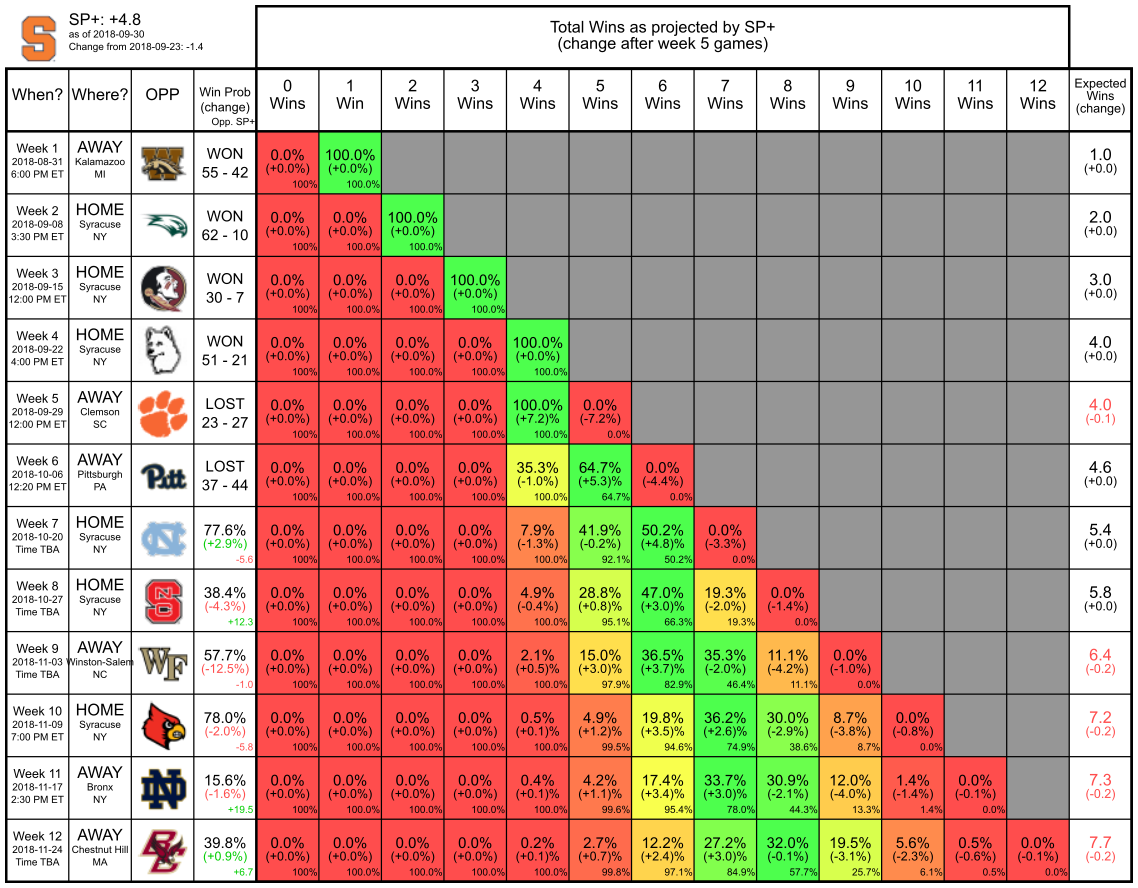 SP+: +4.8
as of 2018-09-30
Change from 2018-09-23: -1.4
Total Wins as projected by SP+
(change after week 5 games)
When? Where? OPP Win Prob (change) Opp. SP+ 0 Wins 1 Win 2 Wins 3 Wins 4 Wins 5 Wins 6 Wins 7 Wins 8 Wins 9 Wins 10 Wins 11 Wins 12 Wins Expected Wins (change)
Week 1 AWAY WON 0.0% 100.0% 1.0
2018-08-31 Kalamazoo (+0.0%) (+0.0%) (+0.0)
6:00 PM ET MI 55 - 42 100% 100.0%
Week 2 HOME WON 0.0% 0.0% 100.0% 2.0
2018-09-08 Syracuse (+0.0%) (+0.0%) (+0.0%) (+0.0)
3:30 PM ET NY 62 - 10 100% 100.0% 100.0%
Week 3 HOME WON 0.0% 0.0% 0.0% 100.0% 3.0
2018-09-15 Syracuse (+0.0%) (+0.0%) (+0.0%) (+0.0%) (+0.0)
12:00 PM ET NY 30 - 7 100% 100.0% 100.0% 100.0%
Week 4 HOME WON 0.0% 0.0% 0.0% 0.0% 100.0% 4.0
2018-09-22 Syracuse (+0.0%) (+0.0%) (+0.0%) (+0.0%) (+0.0%) (+0.0)
4:00 PM ET NY 51 - 21 100% 100.0% 100.0% 100.0% 100.0%
Week 5 AWAY LOST 0.0% 0.0% 0.0% 0.0% 100.0% 0.0% 4.0
2018-09-29 Clemson (+0.0%) (+0.0%) (+0.0%) (+0.0%) (+7.2)% (-7.2%) (-0.1)
12:00 PM ET SC 23 - 27 100% 100.0% 100.0% 100.0% 100.0% 0.0%
Week 6 AWAY Pitt LOST 0.0% 0.0% 0.0% 0.0% 35.3% 64.7% 0.0% 4.6
2018-10-06 Pittsburgh (+0.0%) (+0.0%) (+0.0%) (+0.0%) (-1.0%) (+5.3)% (-4.4%) (+0.0)
12:20 PM ET PA 37 - 44 100% 100.0% 100.0% 100.0% 100.0% 64.7% 0.0%
Week 7 HOME NC 77.6% 0.0% 0.0% 0.0% 0.0% 7.9% 41.9% 50.2% 0.0% 5.4
2018-10-20 Syracuse (+2.9%) (+0.0%) (+0.0%) (+0.0%) (+0.0%) (-1.3%) (-0.2%) (+4.8)% (-3.3%) (+0.0)
Time TBA NY -5.6 100% 100.0% 100.0% 100.0% 100.0% 92.1% 50.2% 0.0%
Week 8 HOME NCS 38.4% 0.0% 0.0% 0.0% 0.0% 4.9% 28.8% 47.0% 19.3% 0.0% 5.8
2018-10-27 Syracuse (-4.3%) (+0.0%) (+0.0%) (+0.0%) (+0.0%) (-0.4%) (+0.8)% (+3.0)% (-2.0%) (-1.4%) (+0.0)
Time TBA NY +12.3 100% 100.0% 100.0% 100.0% 100.0% 95.1% 66.3% 19.3% 0.0%
Week 9 AWAY WF 57.7% 0.0% 0.0% 0.0% 0.0% 2.1% 15.0% 36.5% 35.3% 11.1% 0.0% 6.4
2018-11-03 Winston-Salem (-12.5%) (+0.0%) (+0.0%) (+0.0%) (+0.0%) (+0.5)% (+3.0)% (+3.7)% (-2.0%) (-4.2%) (-1.0%) (-0.2)
Time TBA NC -1.0 100% 100.0% 100.0% 100.0% 100.0% 97.9% 82.9% 46.4% 11.1% 0.0%
Week 10 HOME 78.0% 0.0% 0.0% 0.0% 0.0% 0.5% 4.9% 19.8% 36.2% 30.0% 8.7% 0.0% 7.2
2018-11-09 Syracuse (-2.0%) (+0.0%) (+0.0%) (+0.0%) (+0.0%) (+0.1)% (+1.2)% (+3.5)% (+2.6)% (-2.9%) (-3.8%) (-0.8%) (-0.2)
7:00 PM ET NY -5.8 100% 100.0% 100.0% 100.0% 100.0% 99.5% 94.6% 74.9% 38.6% 8.7% 0.0%
Week 11 AWAY ND 15.6% 0.0% 0.0% 0.0% 0.0% 0.4% 4.2% 17.4% 33.7% 30.9% 12.0% 1.4% 0.0% 7.3
2018-11-17 Bronx (-1.6%) (+0.0%) (+0.0%) (+0.0%) (+0.0%) (+0.1)% (+1.1)% (+3.4)% (+3.0)% (-2.1%) (-4.0%) (-1.4%) (-0.1%) (-0.2)
2:30 PM ET NY +19.5 100% 100.0% 100.0% 100.0% 100.0% 99.6% 95.4% 78.0% 44.3% 13.3% 1.4% 0.0%
Week 12 AWAY BC 39.8% 0.0% 0.0% 0.0% 0.0% 0.2% 2.7% 12.2% 27.2% 32.0% 19.5% 5.6% 0.5% 0.0% 7.7
2018-11-24 Chestnut Hill (+0.9%) (+0.0%) (+0.0%) (+0.0%) (+0.0%) (+0.1)% (+0.7)% (+2.4)% (+3.0)% (-0.1%) (-3.1%) (-2.3%) (-0.6%) (-0.1%) (-0.2)
Time TBA MA +6.7 100% 100.0% 100.0% 100.0% 100.0% 99.8% 97.1% 84.9% 57.7% 25.7% 6.1% 0.5% 0.0%